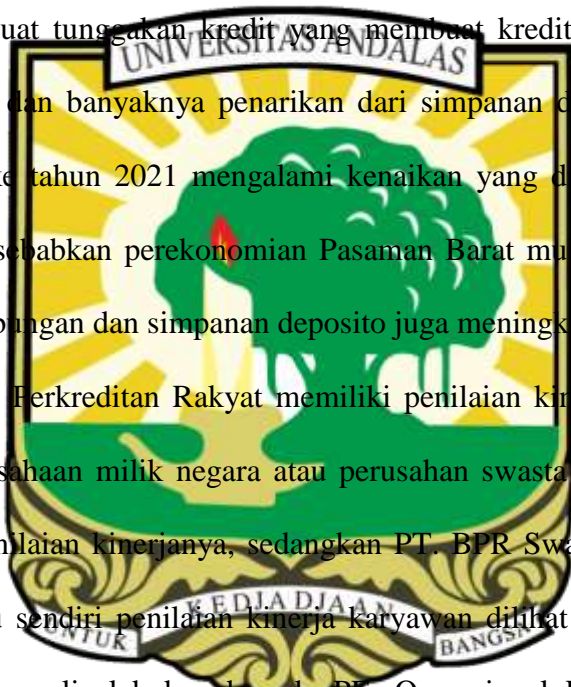 uat tunggakan kredit yang membuat kredit
UNIVERSITAS ANDALAS
dan banyaknya penarikan dari simpanan d
e tahun 2021 mengalami kenaikan yang d
sebabkan perekonomian Pasaman Barat mu
bungan dan simpanan deposito juga meningk
Perkreditan Rakyat memiliki penilaian kin
sahaan milik negara atau perusahan swasta
nilaian kinerjanya, sedangkan PT. BPR Swa
u sendiri penilaian kinerja karyawan dilihat
UNTUK KEDJADJAAN BANGSA